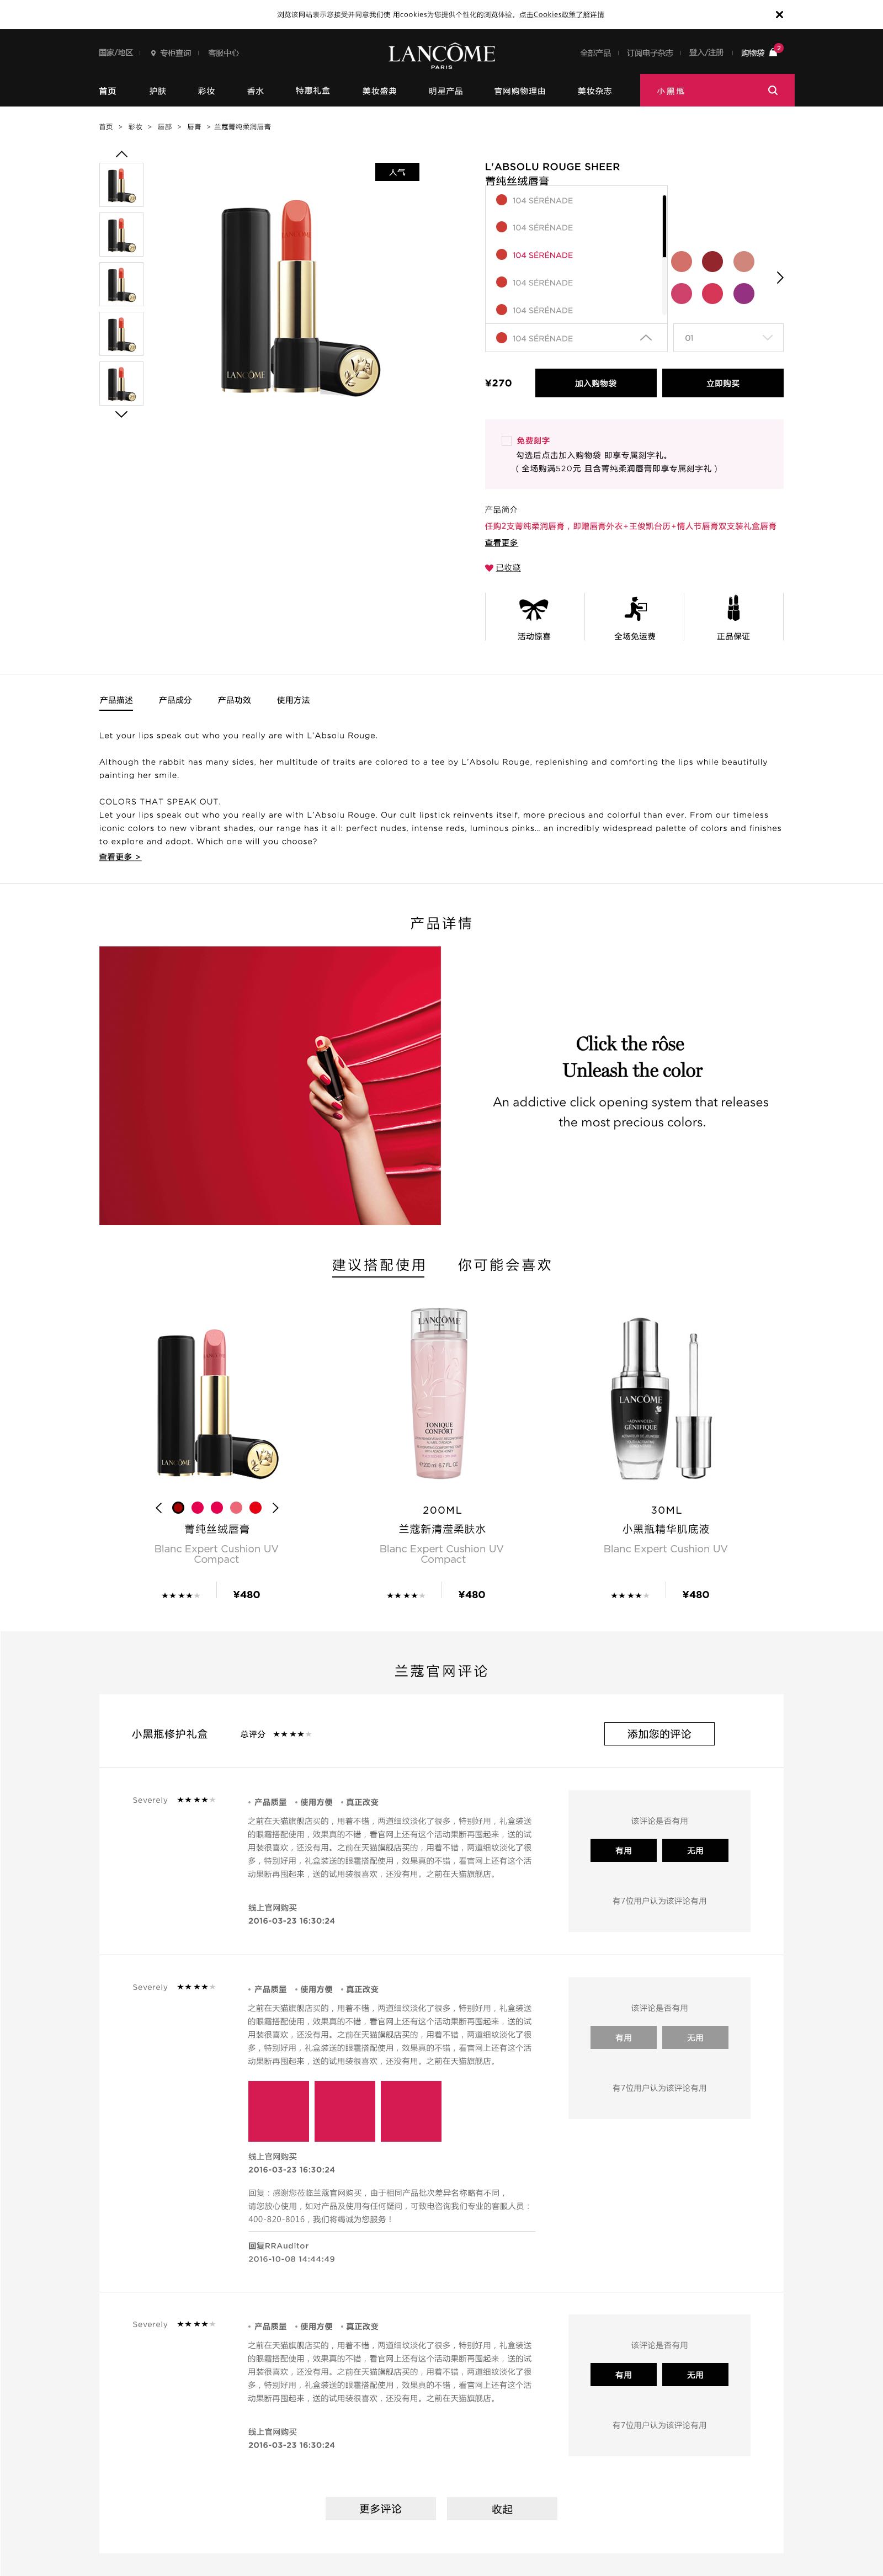 浏览该网站表示您接受并同意我们使 用cookies为您提供个性化的浏览体验。点击Cookies政策了解详情
国家/地区
专柜查询
客服中心
LANCÔME
PARIS
全部产品
订阅电子杂志
登入/注册
购物袋
2
首页
护肤
彩妆
香水
特惠礼盒
美妆盛典
明星产品
官网购物理由
美妆杂志
小黑瓶
首页 > 彩妆 > 唇部 > 唇膏 > 兰蔻菁纯柔润唇膏
人气
LANCÔME
L'ABSOLU ROUGE SHEER
菁纯丝绒唇膏
104 SÉRÉNADE
104 SÉRÉNADE
104 SÉRÉNADE
104 SÉRÉNADE
104 SÉRÉNADE
104 SÉRÉNADE
01
¥270
加入购物袋
立即购买
免费刻字
勾选后点击加入购物袋 即享专属刻字礼。
( 全场购满520元 且含菁纯柔润唇膏即享专属刻字礼 )
产品简介
任购2支菁纯柔润唇膏，即赠唇膏外衣+王俊凯台历+情人节唇膏双支装礼盒唇膏
查看更多
已收藏
活动惊喜
全场免运费
正品保证
产品描述
产品成分
产品功效
使用方法
Let your lips speak out who you really are with L'Absolu Rouge.
Although the rabbit has many sides, her multitude of traits are colored to a tee by L'Absolu Rouge, replenishing and comforting the lips while beautifully
painting her smile.
COLORS THAT SPEAK OUT.
Let your lips speak out who you really are with L'Absolu Rouge. Our cult lipstick reinvents itself, more precious and colorful than ever. From our timeless
iconic colors to new vibrant shades, our range has it all: perfect nudes, intense reds, luminous pinks... an incredibly widespread palette of colors and finishes
to explore and adopt. Which one will you choose?
查看更多 >
产品详情
Click the rôse
Unleash the color
An addictive click opening system that releases
the most precious colors.
建议搭配使用
你可能会喜欢
LANCÔME
LANCÔME
TONIQUE
CONFORT
LANCÔME
ADVANCED
GÉNIFIQUE
菁纯丝绒唇膏
Blanc Expert Cushion UV
Compact
★★★★★
¥480
200ML
兰蔻新清滢柔肤水
Blanc Expert Cushion UV
Compact
★★★★★
¥480
30ML
小黑瓶精华肌底液
Blanc Expert Cushion UV
★★★★★
¥480
兰蔻官网评论
小黑瓶修护礼盒
总评分 ★★★★★
添加您的评论
Severely ★★★★★
• 产品质量 • 使用方便 • 真正改变
之前在天猫旗舰店买的，用着不错，两道细纹淡化了很多，特别好用，礼盒装送
的眼霜搭配使用，效果真的不错，看官网上还有这个活动果断再囤起来，送的试
用装很喜欢，还没有用。之前在天猫旗舰店买的，用着不错，两道细纹淡化了很
多，特别好用，礼盒装送的眼霜搭配使用，效果真的不错，看官网上还有这个活
动果断再囤起来，送的试用装很喜欢，还没有用。之前在天猫旗舰店。
线上官网购买
2016-03-23 16:30:24
该评论是否有用
有用
无用
有7位用户认为该评论有用
Severely ★★★★★
• 产品质量 • 使用方便 • 真正改变
之前在天猫旗舰店买的，用着不错，两道细纹淡化了很多，特别好用，礼盒装送
的眼霜搭配使用，效果真的不错，看官网上还有这个活动果断再囤起来，送的试
用装很喜欢，还没有用。之前在天猫旗舰店买的，用着不错，两道细纹淡化了很
多，特别好用，礼盒装送的眼霜搭配使用，效果真的不错，看官网上还有这个活
动果断再囤起来，送的试用装很喜欢，还没有用。之前在天猫旗舰店。
线上官网购买
2016-03-23 16:30:24
回复：感谢您莅临兰蔻官网购买，由于相同产品批次差异名称略有不同，
请您放心使用，如对产品及使用有任何疑问，可致电咨询我们专业的客服人员：
400-820-8016，我们将竭诚为您服务！
回复RRAuditor
2016-10-08 14:44:49
该评论是否有用
有用
无用
有7位用户认为该评论有用
Severely ★★★★★
• 产品质量 • 使用方便 • 真正改变
之前在天猫旗舰店买的，用着不错，两道细纹淡化了很多，特别好用，礼盒装送
的眼霜搭配使用，效果真的不错，看官网上还有这个活动果断再囤起来，送的试
用装很喜欢，还没有用。之前在天猫旗舰店买的，用着不错，两道细纹淡化了很
多，特别好用，礼盒装送的眼霜搭配使用，效果真的不错，看官网上还有这个活
动果断再囤起来，送的试用装很喜欢，还没有用。之前在天猫旗舰店。
线上官网购买
2016-03-23 16:30:24
该评论是否有用
有用
无用
有7位用户认为该评论有用
更多评论
收起